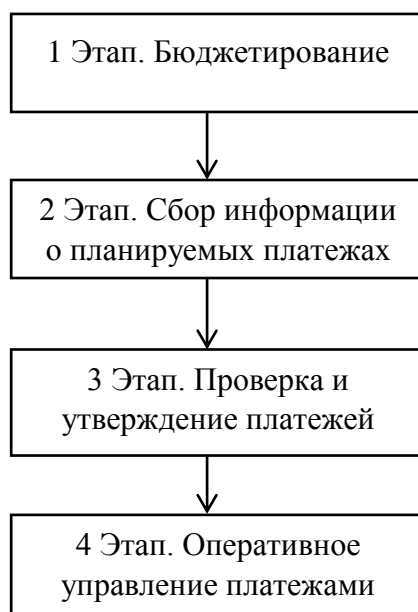 1 Этап. Бюджетирование
2 Этап. Сбор информации
о планируемых платежах
3 Этап. Проверка и
утверждение платежей
4 Этап. Оперативное
управление платежами